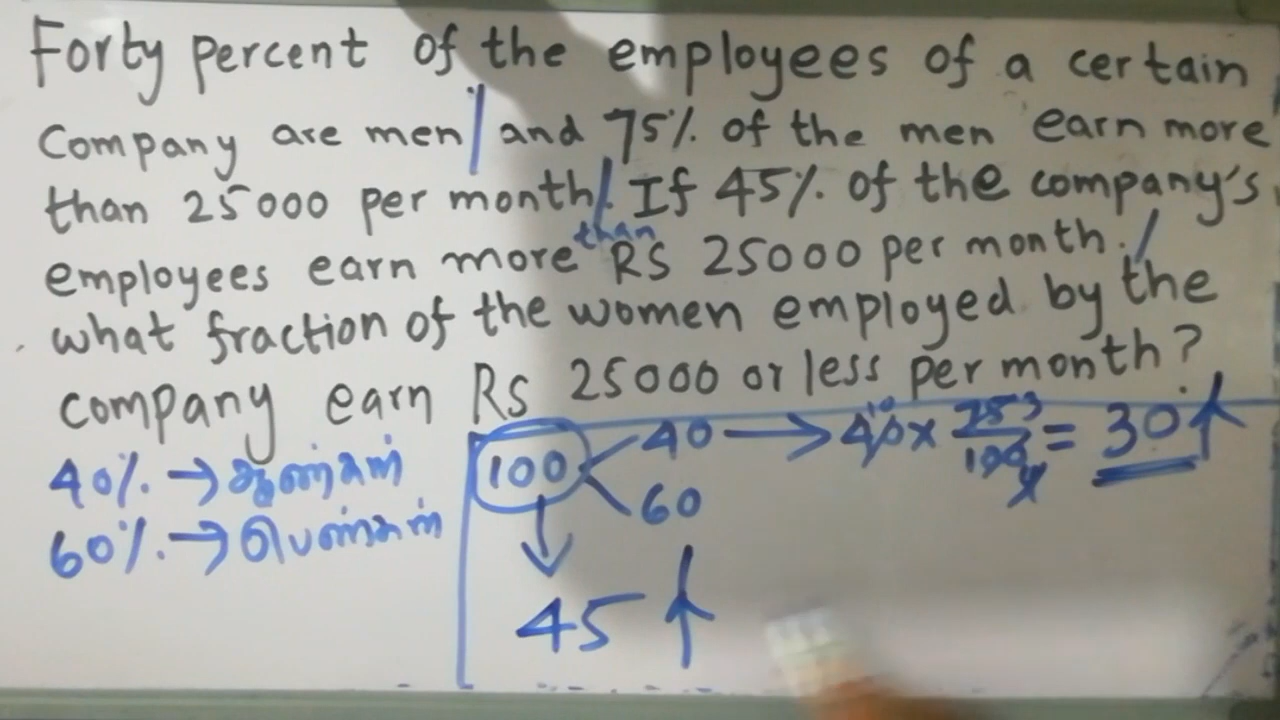 Forty percent of the employees of a certain
Company are men/ and 75% of the men earn more
than 25000 per month/. If 45% of the company's
employees earn more than RS 25000 per month./
what fraction of the women employed by the
company earn Rs 25000 or less per month?
40% → ஆண்கள்
60% → பெண்கள்
100
40 → 40 10 × 75 3 / 100 4 = 30 ↑
60
45 ↑